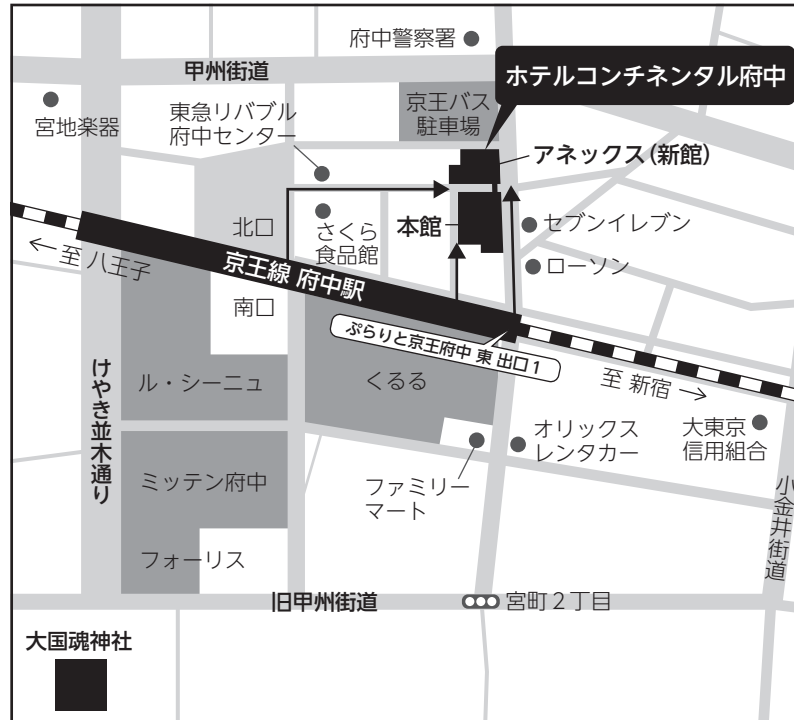 府中警察署
甲州街道
ホテルコンチネンタル府中
宮地楽器
東急リバブル
府中センター
京王バス
駐車場
アネックス(新館)
北口
さくら
食品館
本館
セブンイレブン
ローソン
← 至 八王子
京王線 府中駅
南口
ぷらりと京王府中 東 出口1
至 新宿 →
けやき並木通り
ル・シーニュ
くるる
オリックス
レンタカー
大東京
信用組合
ミッテン府中
ファミリー
マート
小金井街道
フォーリス
旧甲州街道
宮町2丁目
大国魂神社